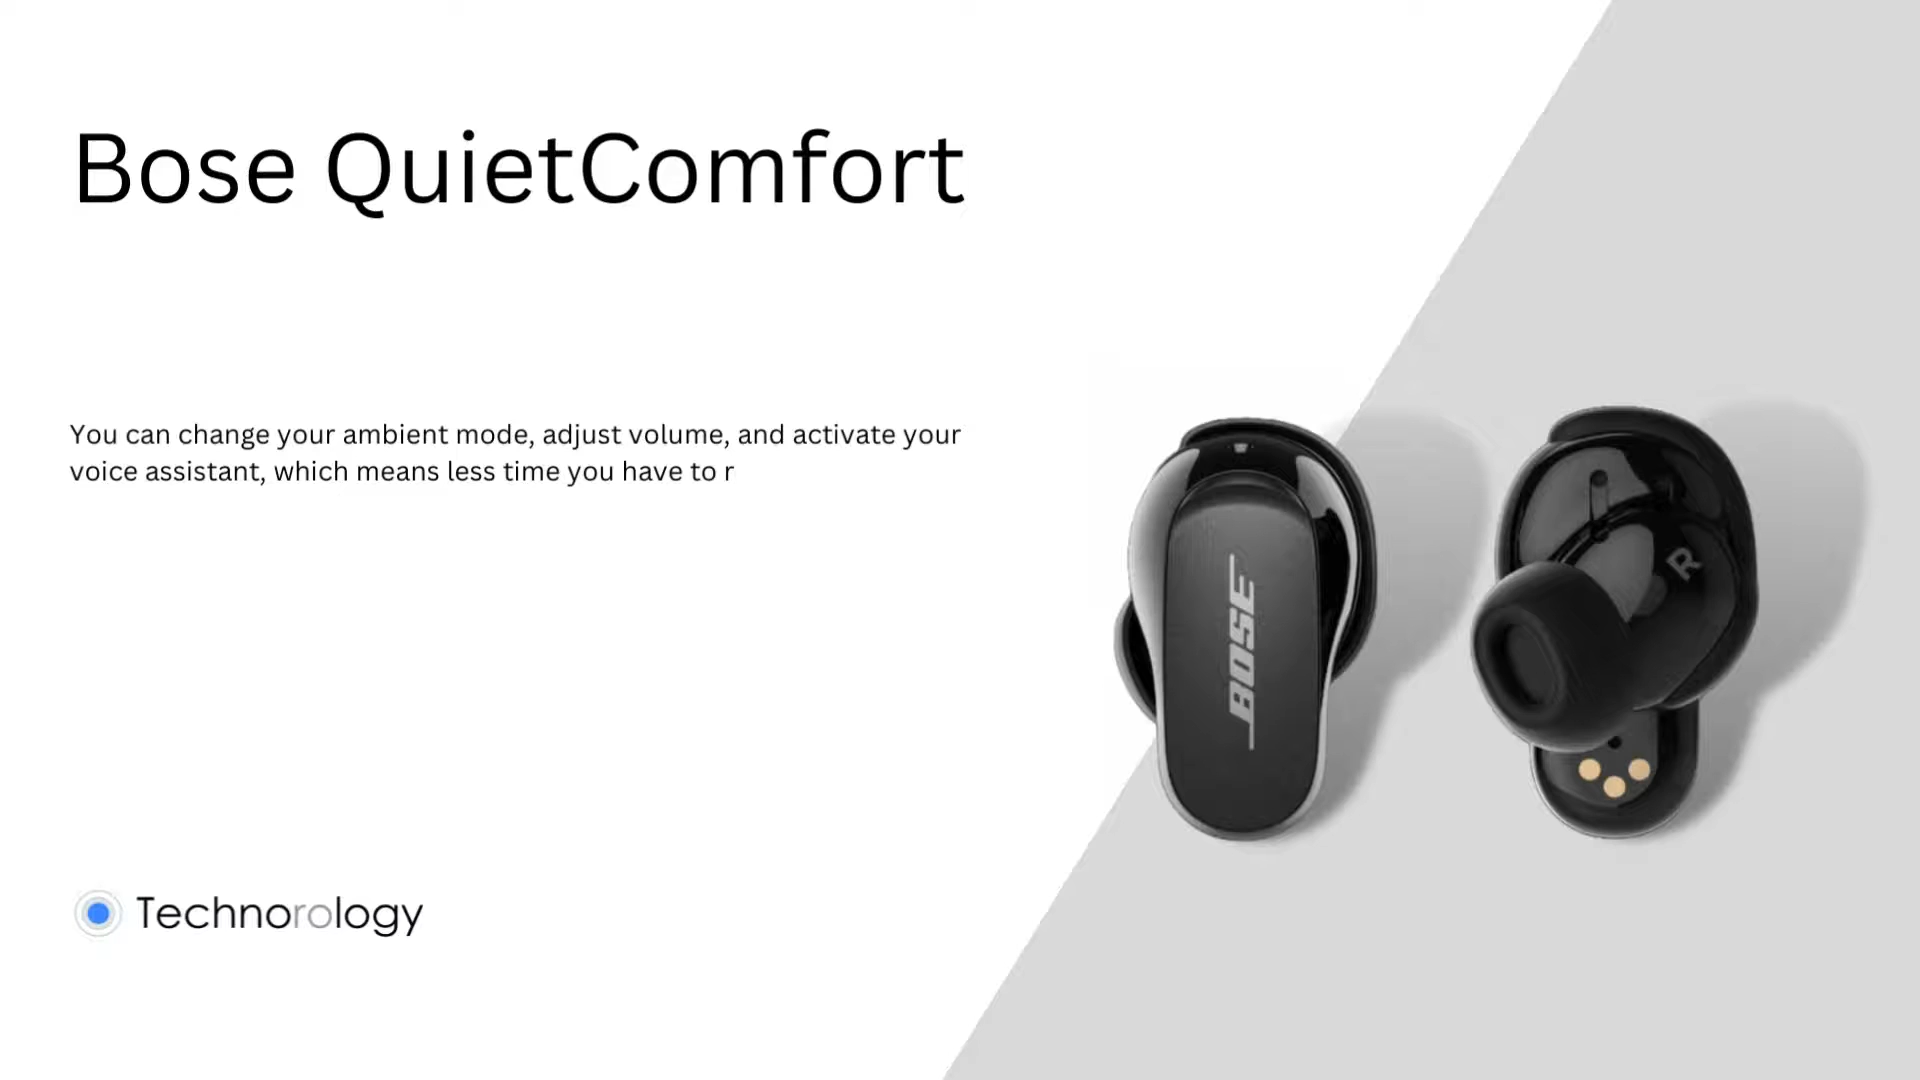 Bose QuietComfort
You can change your ambient mode, adjust volume, and activate your
voice assistant, which means less time you have to r
BOSE
R
Technorology